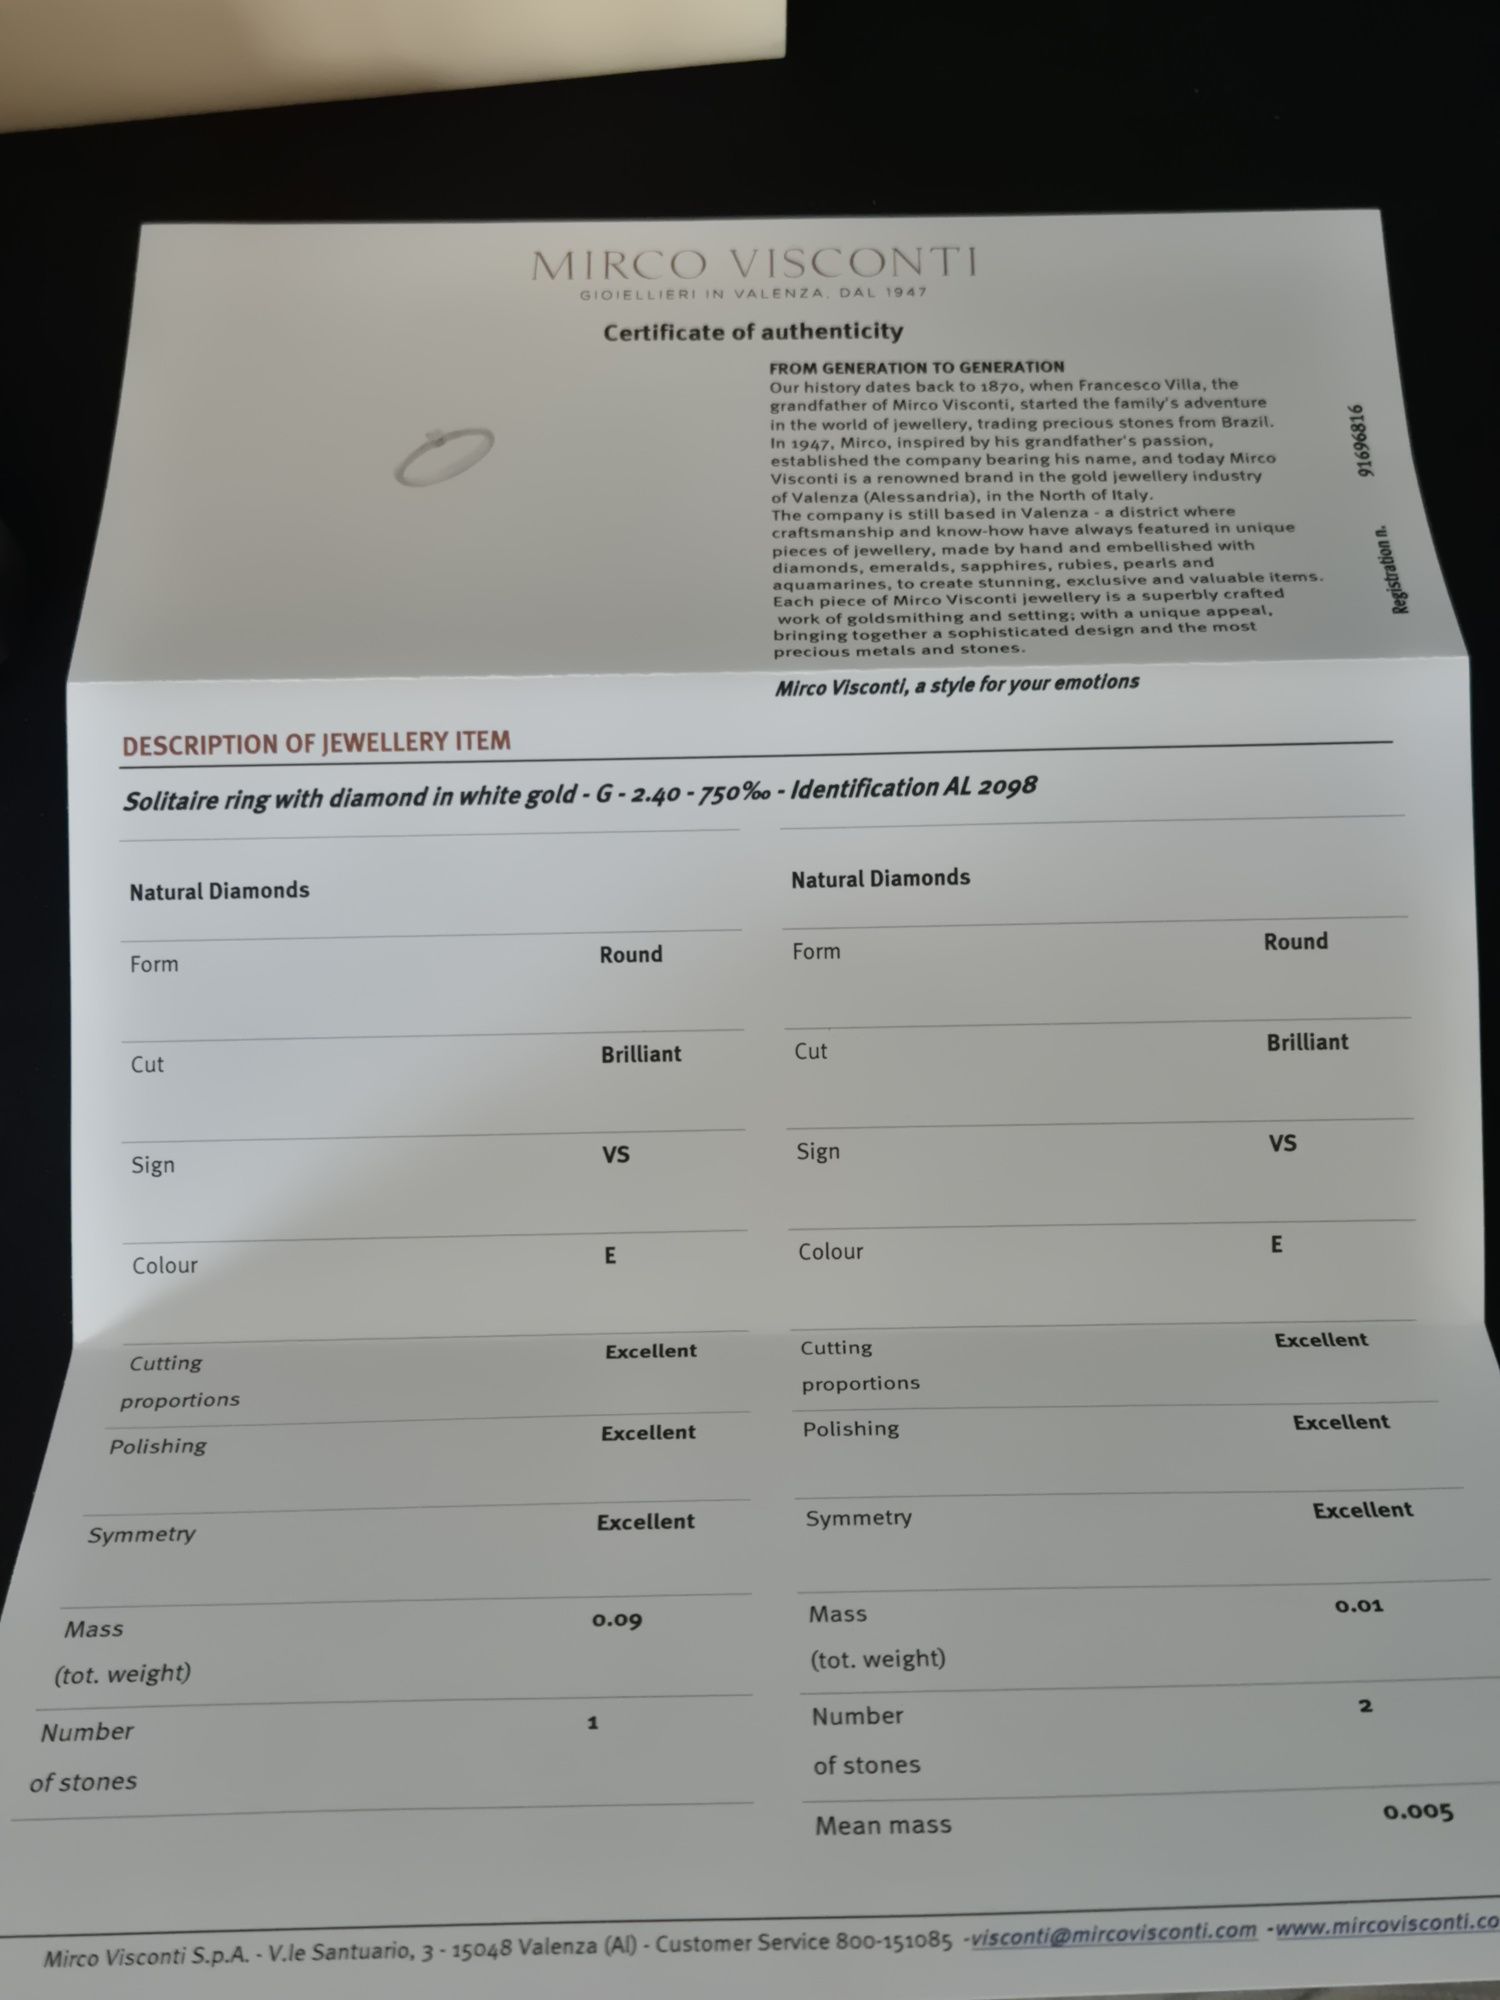 MIRCO VISCONTI
GIOIELLIERI IN VALENZA, DAL 1947
Certificate of authenticity
FROM GENERATION TO GENERATION
Our history dates back to 1870, when Francesco Villa, the
grandfather of Mirco Visconti, started the family's adventure
in the world of jewellery, trading precious stones from Brazil.
In 1947, Mirco, inspired by his grandfather's passion,
established the company bearing his name, and today Mirco
Visconti is a renowned brand in the gold jewellery industry
of Valenza (Alessandria), in the North of Italy.
The company is still based in Valenza - a district where
craftsmanship and know-how have always featured in unique
pieces of jewellery, made by hand and embellished with
diamonds, emeralds, sapphires, rubies, pearls and
aquamarines, to create stunning, exclusive and valuable items.
Each piece of Mirco Visconti jewellery is a superbly crafted
work of goldsmithing and setting; with a unique appeal,
bringing together a sophisticated design and the most
precious metals and stones.
Mirco Visconti, a style for your emotions
Registration n. 91696816
DESCRIPTION OF JEWELLERY ITEM
Solitaire ring with diamond in white gold - G - 2.40 - 750‰ - Identification AL 2098
Natural Diamonds
Form Round
Cut Brilliant
Sign VS
Colour E
Cutting Excellent
proportions
Polishing Excellent
Symmetry Excellent
Mass 0.09
(tot. weight)
Number 1
of stones
Natural Diamonds
Form Round
Cut Brilliant
Sign VS
Colour E
Cutting Excellent
proportions
Polishing Excellent
Symmetry Excellent
Mass 0.01
(tot. weight)
Number 2
of stones
Mean mass 0.005
Mirco Visconti S.p.A. - V.le Santuario, 3 - 15048 Valenza (Al) - Customer Service 800-151085 -visconti@mircovisconti.com -www.mircovisconti.co